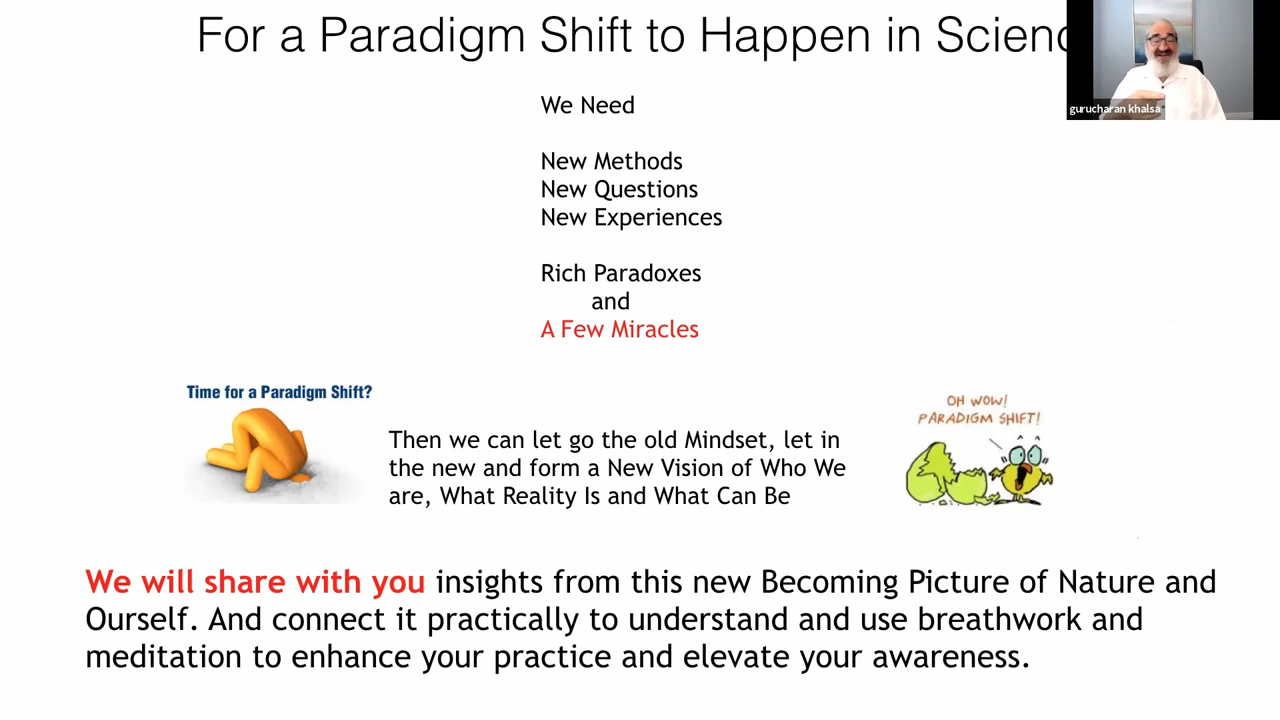 For a Paradigm Shift to Happen in Scienc
gurucharan khalsa
We Need
New Methods
New Questions
New Experiences
Rich Paradoxes
and
A Few Miracles
Time for a Paradigm Shift?
Then we can let go the old Mindset, let in
the new and form a New Vision of Who We
are, What Reality Is and What Can Be
OH WOW!
PARADIGM SHIFT!
We will share with you insights from this new Becoming Picture of Nature and
Ourself. And connect it practically to understand and use breathwork and
meditation to enhance your practice and elevate your awareness.